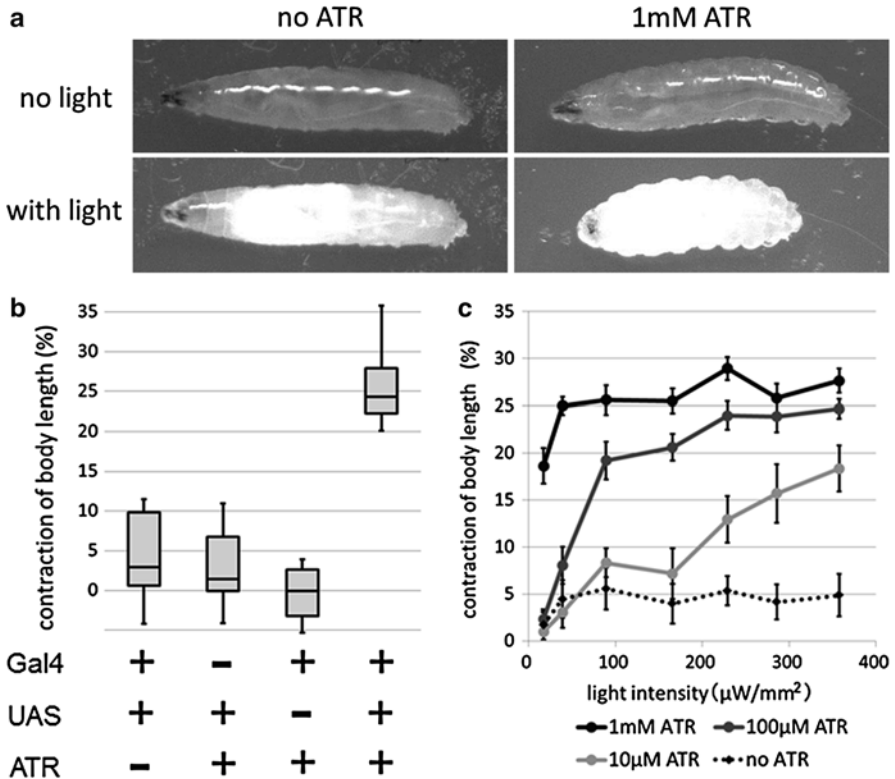 a
no ATR 1mM ATR
no light
with light
b
contraction of body length (%)
35
30
25
20
15
10
5
0
Gal4 + − + +
UAS + + − +
ATR − + + +
c
contraction of body length (%)
35
30
25
20
15
10
5
0
0 100 200 300 400
light intensity(μW/mm²)
1mM ATR 100μM ATR
10μM ATR no ATR